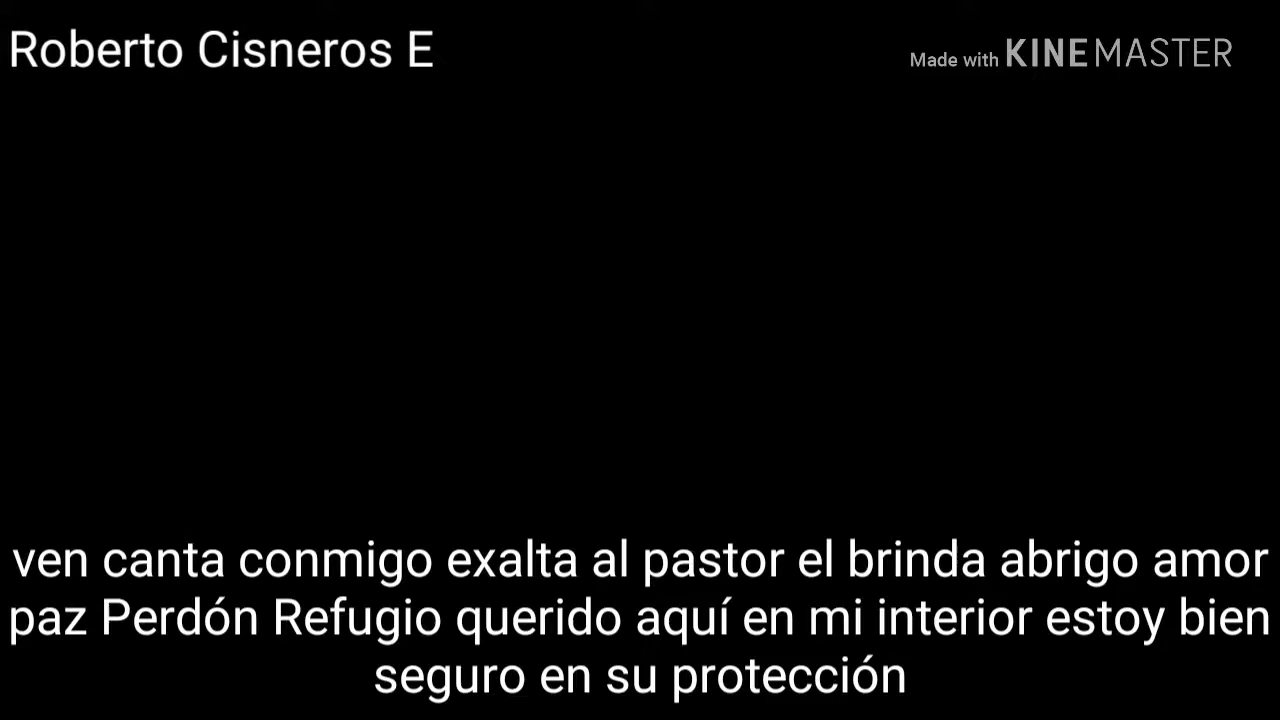 Roberto Cisneros E
Made with KINEMASTER
ven canta conmigo exalta al pastor el brinda abrigo amor
paz Perdón Refugio querido aquí en mi interior estoy bien
seguro en su protección